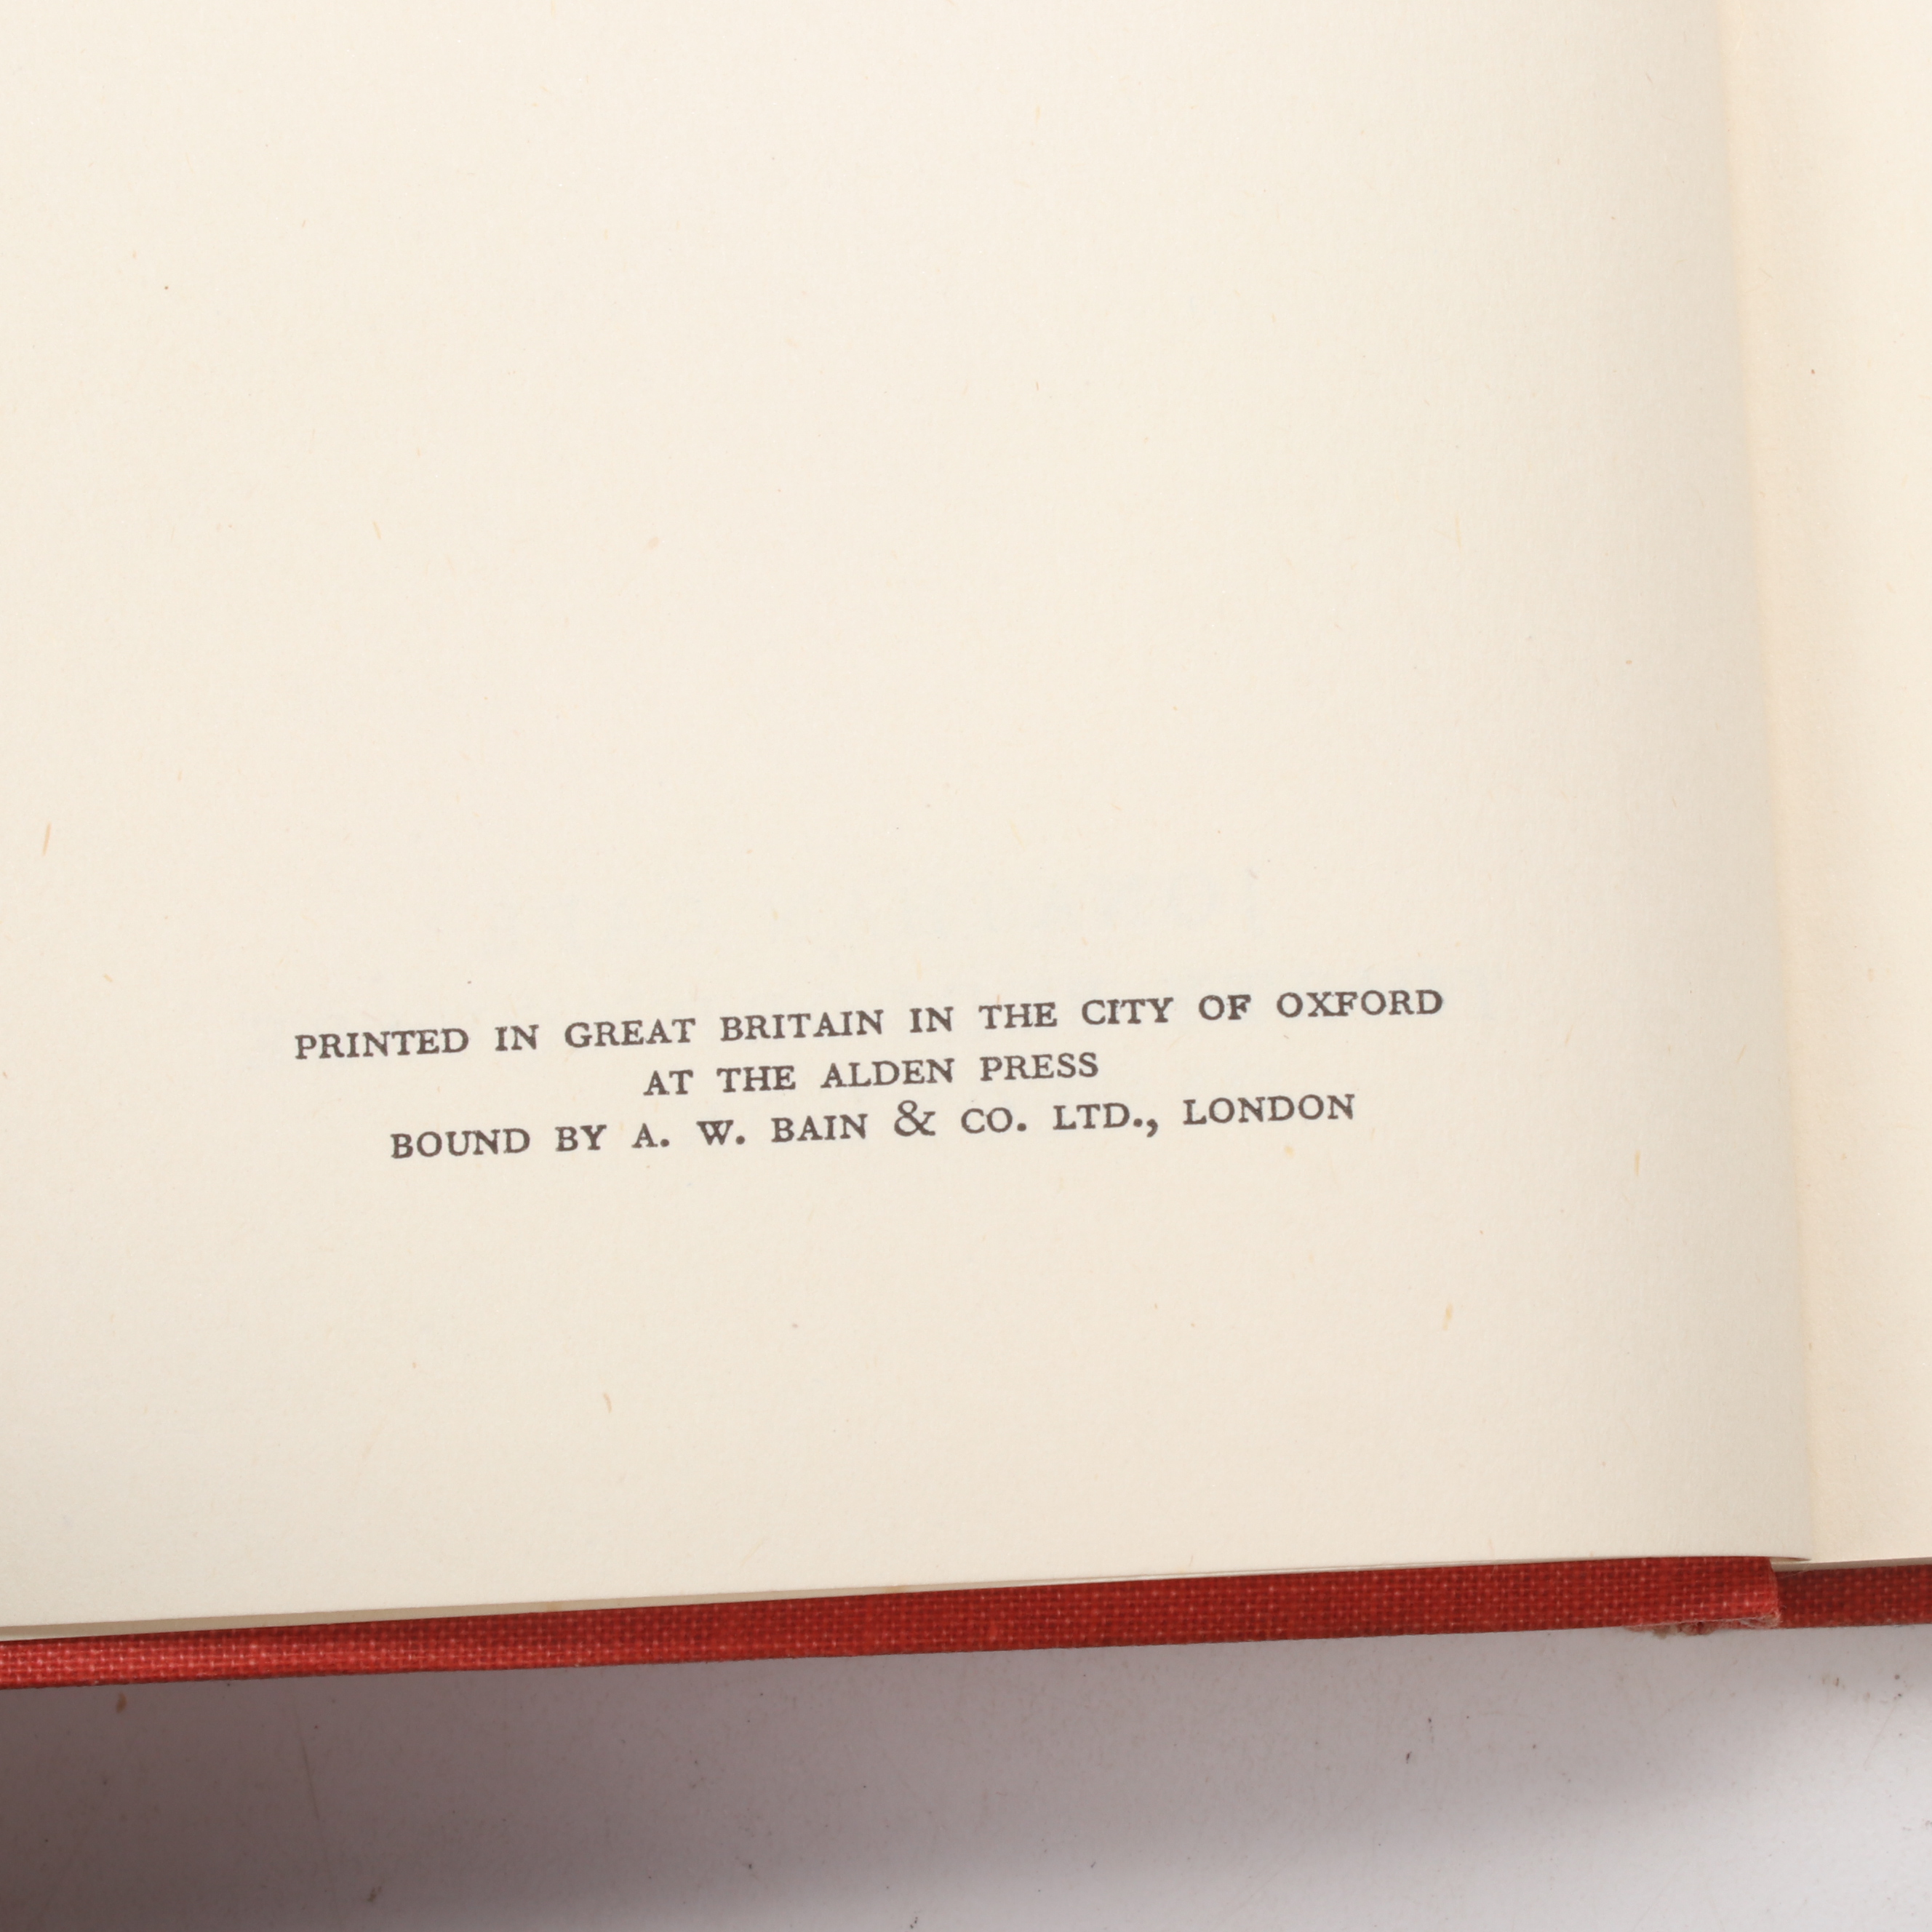 PRINTED IN GREAT BRITAIN IN THE CITY OF OXFORD
AT THE ALDEN PRESS
BOUND BY A. W. BAIN & CO. LTD., LONDON